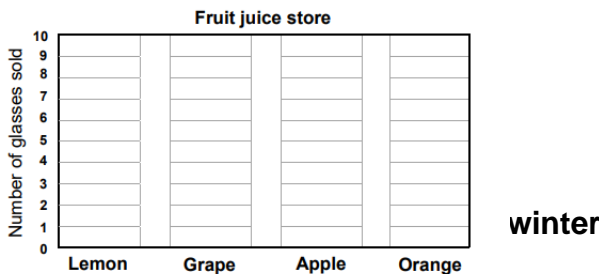 Fruit juice store
Number of glasses sold
10
9
8
7
6
5
4
3
2
1
0
Lemon Grape Apple Orange
winter